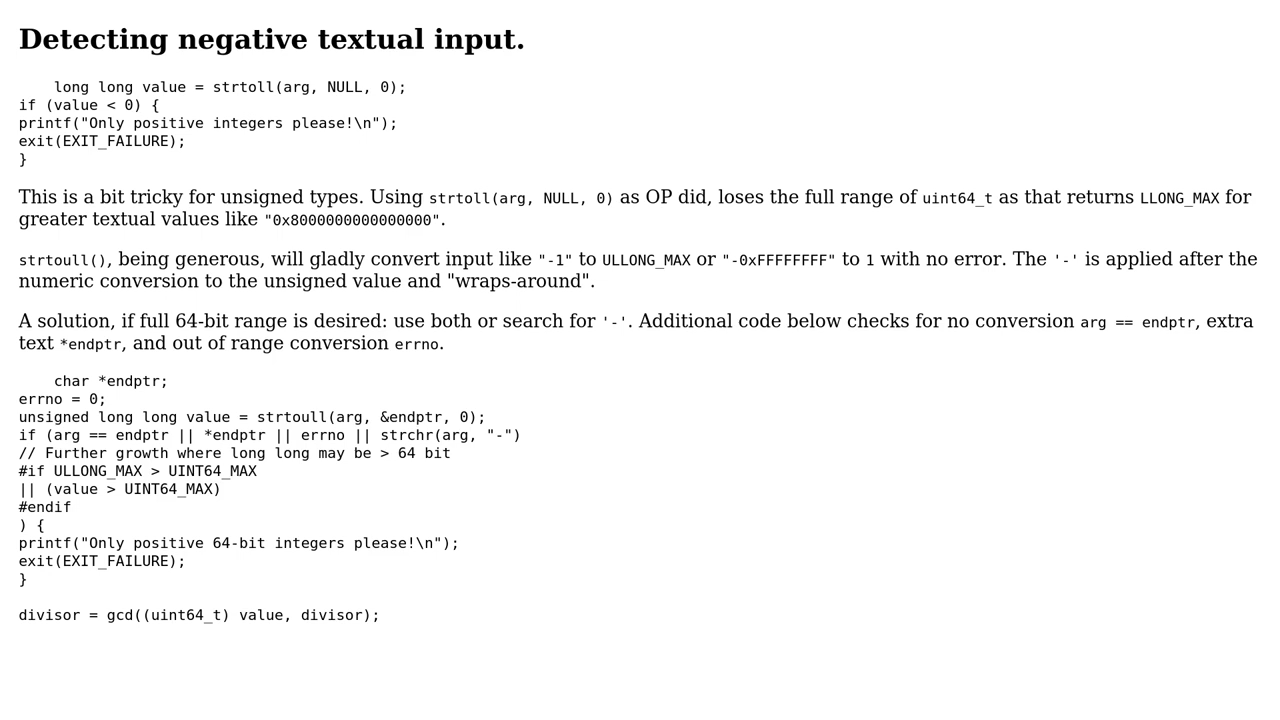 Detecting negative textual input.
    long long value = strtoll(arg, NULL, 0);
if (value < 0) {
printf("Only positive integers please!\n");
exit(EXIT_FAILURE);
}
This is a bit tricky for unsigned types. Using strtoll(arg, NULL, 0) as OP did, loses the full range of uint64_t as that returns LLONG_MAX for
greater textual values like "0x8000000000000000".
strtoull(), being generous, will gladly convert input like "-1" to ULLONG_MAX or "-0xFFFFFFFF" to 1 with no error. The '-' is applied after the
numeric conversion to the unsigned value and "wraps-around".
A solution, if full 64-bit range is desired: use both or search for '-'. Additional code below checks for no conversion arg == endptr, extra
text *endptr, and out of range conversion errno.
    char *endptr;
errno = 0;
unsigned long long value = strtoull(arg, &endptr, 0);
if (arg == endptr || *endptr || errno || strchr(arg, "-")
// Further growth where long long may be > 64 bit
#if ULLONG_MAX > UINT64_MAX
|| (value > UINT64_MAX)
#endif
) {
printf("Only positive 64-bit integers please!\n");
exit(EXIT_FAILURE);
}
divisor = gcd((uint64_t) value, divisor);